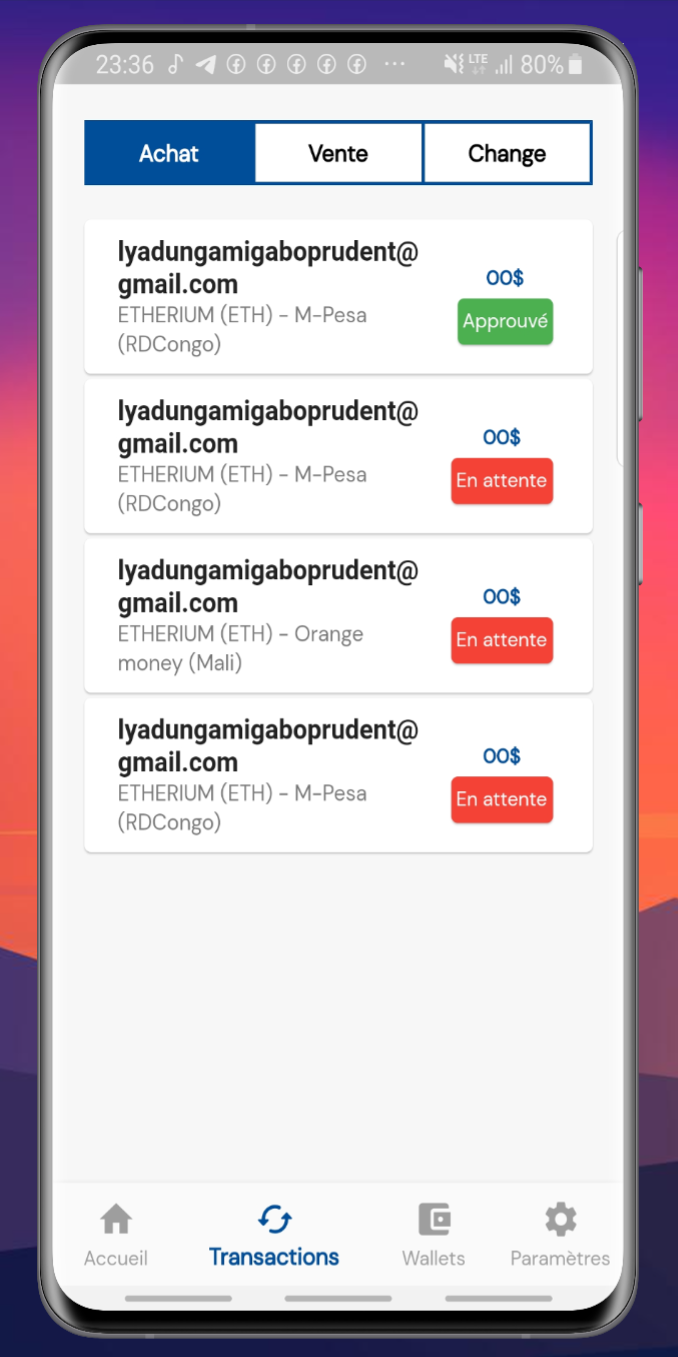 23:36 LTE 80%
Achat Vente Change
lyadungamigaboprudent@
gmail.com
00$
ETHERIUM (ETH) - M-Pesa
(RDCongo)
Approuvé
lyadungamigaboprudent@
gmail.com
00$
ETHERIUM (ETH) - M-Pesa
(RDCongo)
En attente
lyadungamigaboprudent@
gmail.com
00$
ETHERIUM (ETH) - Orange
money (Mali)
En attente
lyadungamigaboprudent@
gmail.com
00$
ETHERIUM (ETH) - M-Pesa
(RDCongo)
En attente
Accueil Transactions Wallets Paramètres